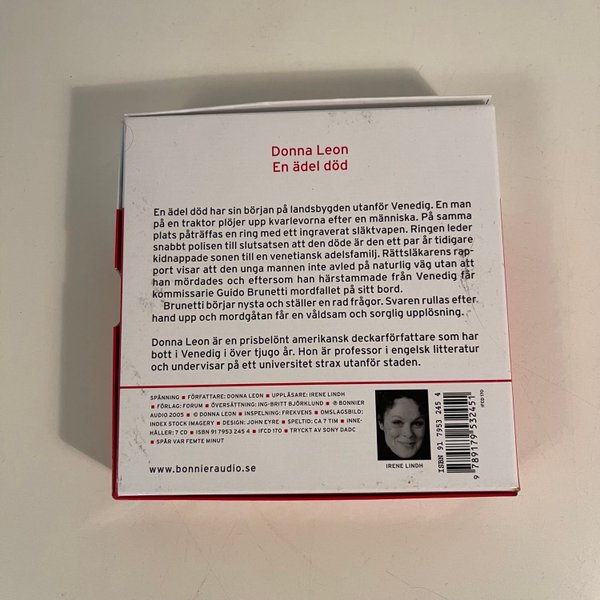 Donna Leon
En ädel död
En ädel död har sin början på landsbygden utanför Venedig. En man
på en traktor plöjer upp kvarlevorna efter en människa. På samma
plats påträffas en ring med ett ingraverat släktvapen. Ringen leder
snabbt polisen till slutsatsen att den döde är den ett par år tidigare
kidnappade sonen till en venetiansk adelsfamilj. Rättsläkarens rap-
port visar att den unga mannen inte avled på naturlig väg utan att
han mördades och eftersom han härstammade från Venedig får
kommissarie Guido Brunetti mordfallet på sitt bord.
Brunetti börjar nysta och ställer en rad frågor. Svaren rullas efter
hand upp och mordgåtan får en våldsam och sorglig upplösning.
Donna Leon är en prisbelönt amerikansk deckarförfattare som har
bott i Venedig i över tjugo år. Hon är professor i engelsk litteratur
och undervisar på ett universitet strax utanför staden.
SPÄNNING ■ FÖRFATTARE: DONNA LEON ■ UPPLÄSARE: IRENE LINDH
■ FÖRLAG: FORUM ■ ÖVERSÄTTNING: ING-BRITT BJÖRKLUND ■ ℗ BONNIER
AUDIO 2005 ■ © DONNA LEON ■ INSPELNING: FREKVENS ■ OMSLAGSBILD:
INDEX STOCK IMAGERY ■ DESIGN: JOHN EYRE ■ SPELTID: CA 7 TIM ■ INNE-
HÅLLER: 7 CD ■ ISBN 91 7953 245 4 ■ IFCD 170 ■ TRYCKT AV SONY DADC
■ SPÅR VAR FEMTE MINUT
www.bonnieraudio.se
IRENE LINDH
ISBN 91 7953 245 4
9 789179 532451
IFCD 170